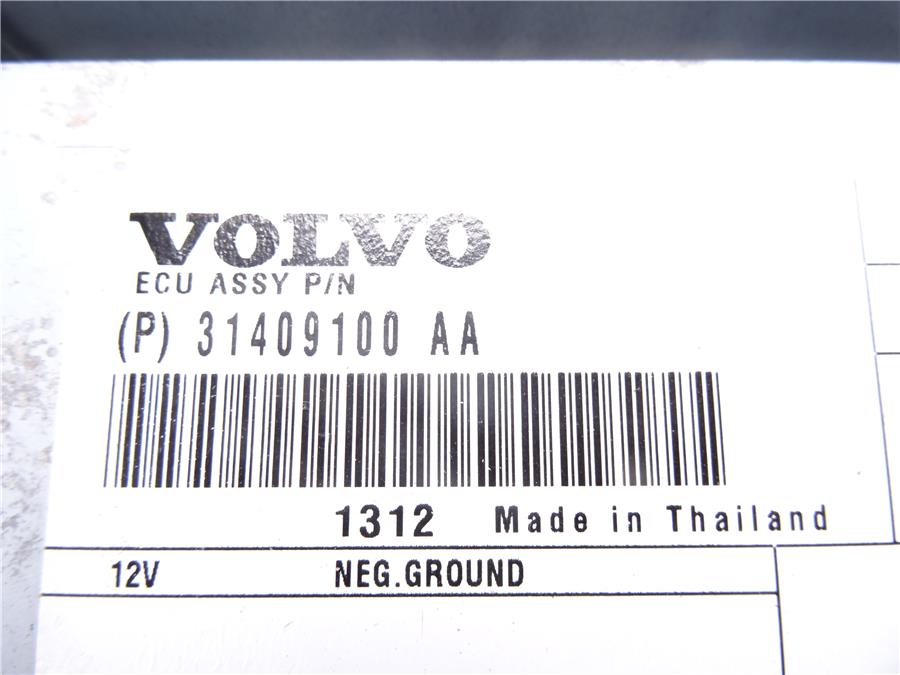 VOLVO
ECU ASSY P/N
(P) 31409100 AA
1312 Made in Thailand
12V NEG.GROUND